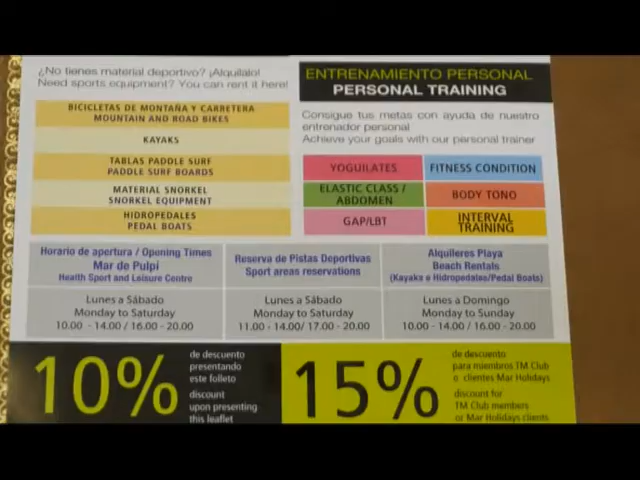 ¿No tienes material deportivo? ¡Alquílalo!
Need sports equipment? You can rent it here!
BICICLETAS DE MONTAÑA Y CARRETERA
MOUNTAIN AND ROAD BIKES
KAYAKS
TABLAS PADDLE SURF
PADDLE SURF BOARDS
MATERIAL SNORKEL
SNORKEL EQUIPMENT
HIDROPEDALES
PEDAL BOATS
ENTRENAMIENTO PERSONAL
PERSONAL TRAINING
Consigue tus metas con ayuda de nuestro
entrenador personal
Achieve your goals with our personal trainer
YOGUILATES
FITNESS CONDITION
ELASTIC CLASS /
ABDOMEN
BODY TONO
GAP/LBT
INTERVAL
TRAINING
Horario de apertura / Opening Times
Mar de Pulpí
Health Sport and Leisure Centre
Lunes a Sábado
Monday to Saturday
10.00 - 14.00 / 16.00 - 20.00
Reserva de Pistas Deportivas
Sport areas reservations
Lunes a Sábado
Monday to Saturday
11.00 - 14.00/ 17.00 - 20.00
Alquileres Playa
Beach Rentals
(Kayaks e Hidropedales/Pedal Boats)
Lunes a Domingo
Monday to Sunday
10.00 - 14.00 / 16.00 - 20.00
10%
de descuento
presentando
este folleto
discount
upon presenting
this leaflet
15%
de descuento
para miembros TM Club
o clientes Mar Holidays
discount for
TM Club members
or Mar Holidays clients